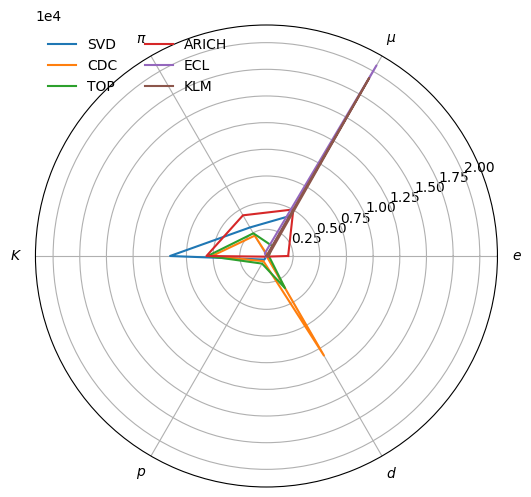 1e4
π
μ
SVD
CDC
TOP
ARICH
ECL
KLM
2.00
1.75
1.50
1.25
1.00
0.75
0.50
0.25
K
e
p
d